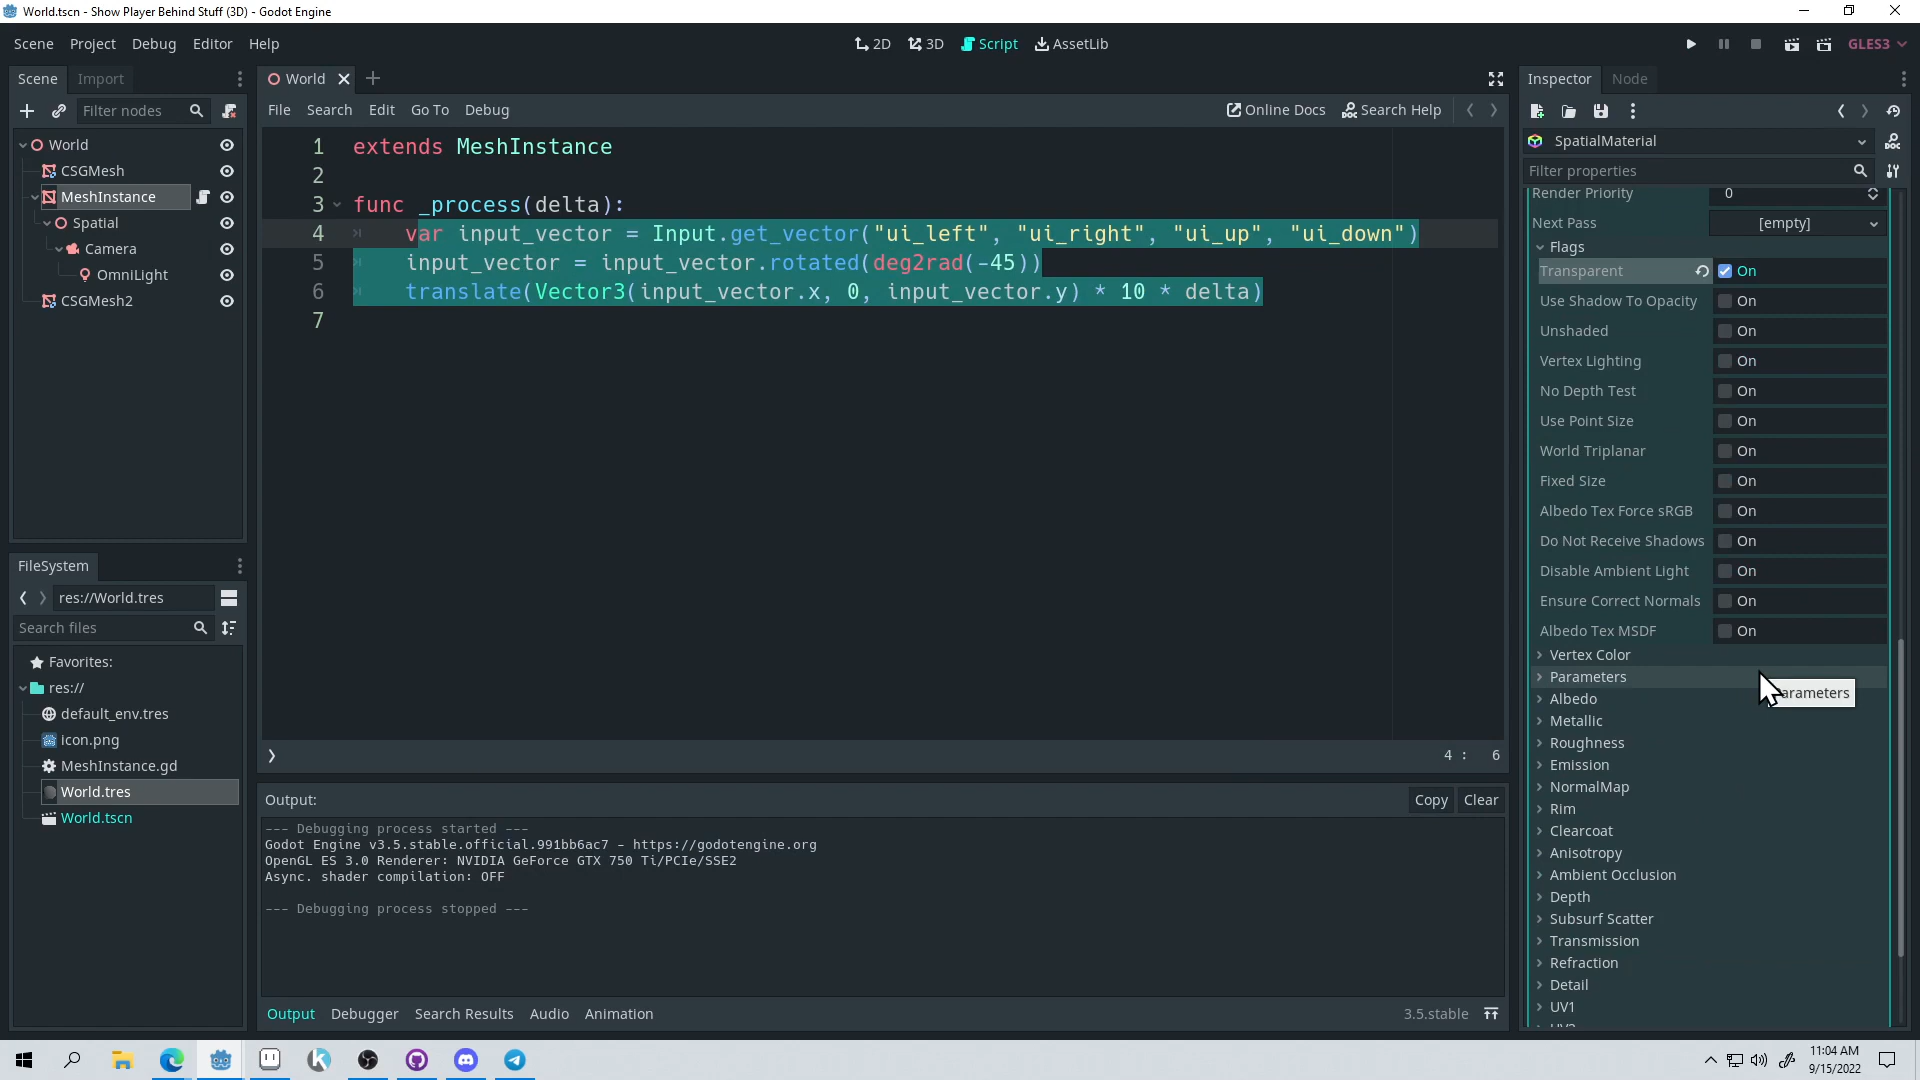 World.tscn - Show Player Behind Stuff (3D) - Godot Engine
Scene Project Debug Editor Help
2D 3D Script AssetLib
GLES3
Scene Import
Filter nodes
World
CSGMesh
MeshInstance
Spatial
Camera
OmniLight
CSGMesh2
FileSystem
res://World.tres
Search files
Favorites:
res://
default_env.tres
icon.png
MeshInstance.gd
World.tres
World.tscn
World
File Search Edit Go To Debug
Online Docs Search Help
1 extends MeshInstance
2
3 func _process(delta):
4 var input_vector = Input.get_vector("ui_left", "ui_right", "ui_up", "ui_down")
5 input_vector = input_vector.rotated(deg2rad(-45))
6 translate(Vector3(input_vector.x, 0, input_vector.y) * 10 * delta)
7
4 : 6
Output:
Copy Clear
--- Debugging process started ---
Godot Engine v3.5.stable.official.991bb6ac7 - https://godotengine.org
OpenGL ES 3.0 Renderer: NVIDIA GeForce GTX 750 Ti/PCIe/SSE2
Async. shader compilation: OFF
--- Debugging process stopped ---
Output Debugger Search Results Audio Animation
3.5.stable
Inspector Node
SpatialMaterial
Filter properties
Render Priority 0
Next Pass [empty]
Flags
Transparent On
Use Shadow To Opacity On
Unshaded On
Vertex Lighting On
No Depth Test On
Use Point Size On
World Triplanar On
Fixed Size On
Albedo Tex Force sRGB On
Do Not Receive Shadows On
Disable Ambient Light On
Ensure Correct Normals On
Albedo Tex MSDF On
Vertex Color
Parameters
arameters
Albedo
Metallic
Roughness
Emission
NormalMap
Rim
Clearcoat
Anisotropy
Ambient Occlusion
Depth
Subsurf Scatter
Transmission
Refraction
Detail
UV1
11:04 AM
9/15/2022